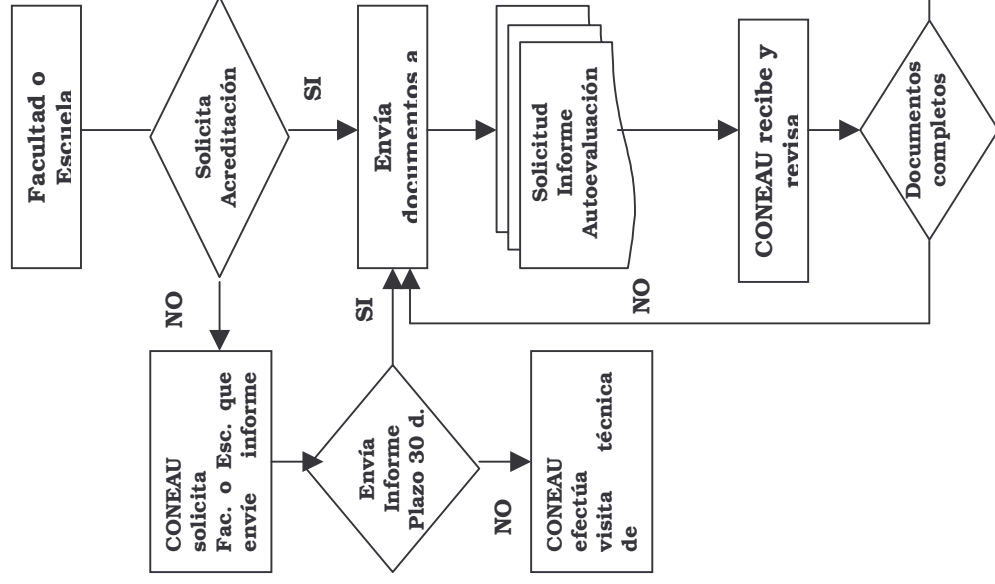 Facultad o
Escuela
Solicita
Acreditación
SI
NO
Envía
documentos a
Solicitud
Informe
Autoevaluación
CONEAU recibe y
revisa
Documentos
completos
NO
CONEAU
solicita
Fac. o Esc. que
envíe informe
Envía
Informe
Plazo 30 d.
SI
NO
CONEAU
efectúa
visita técnica
de